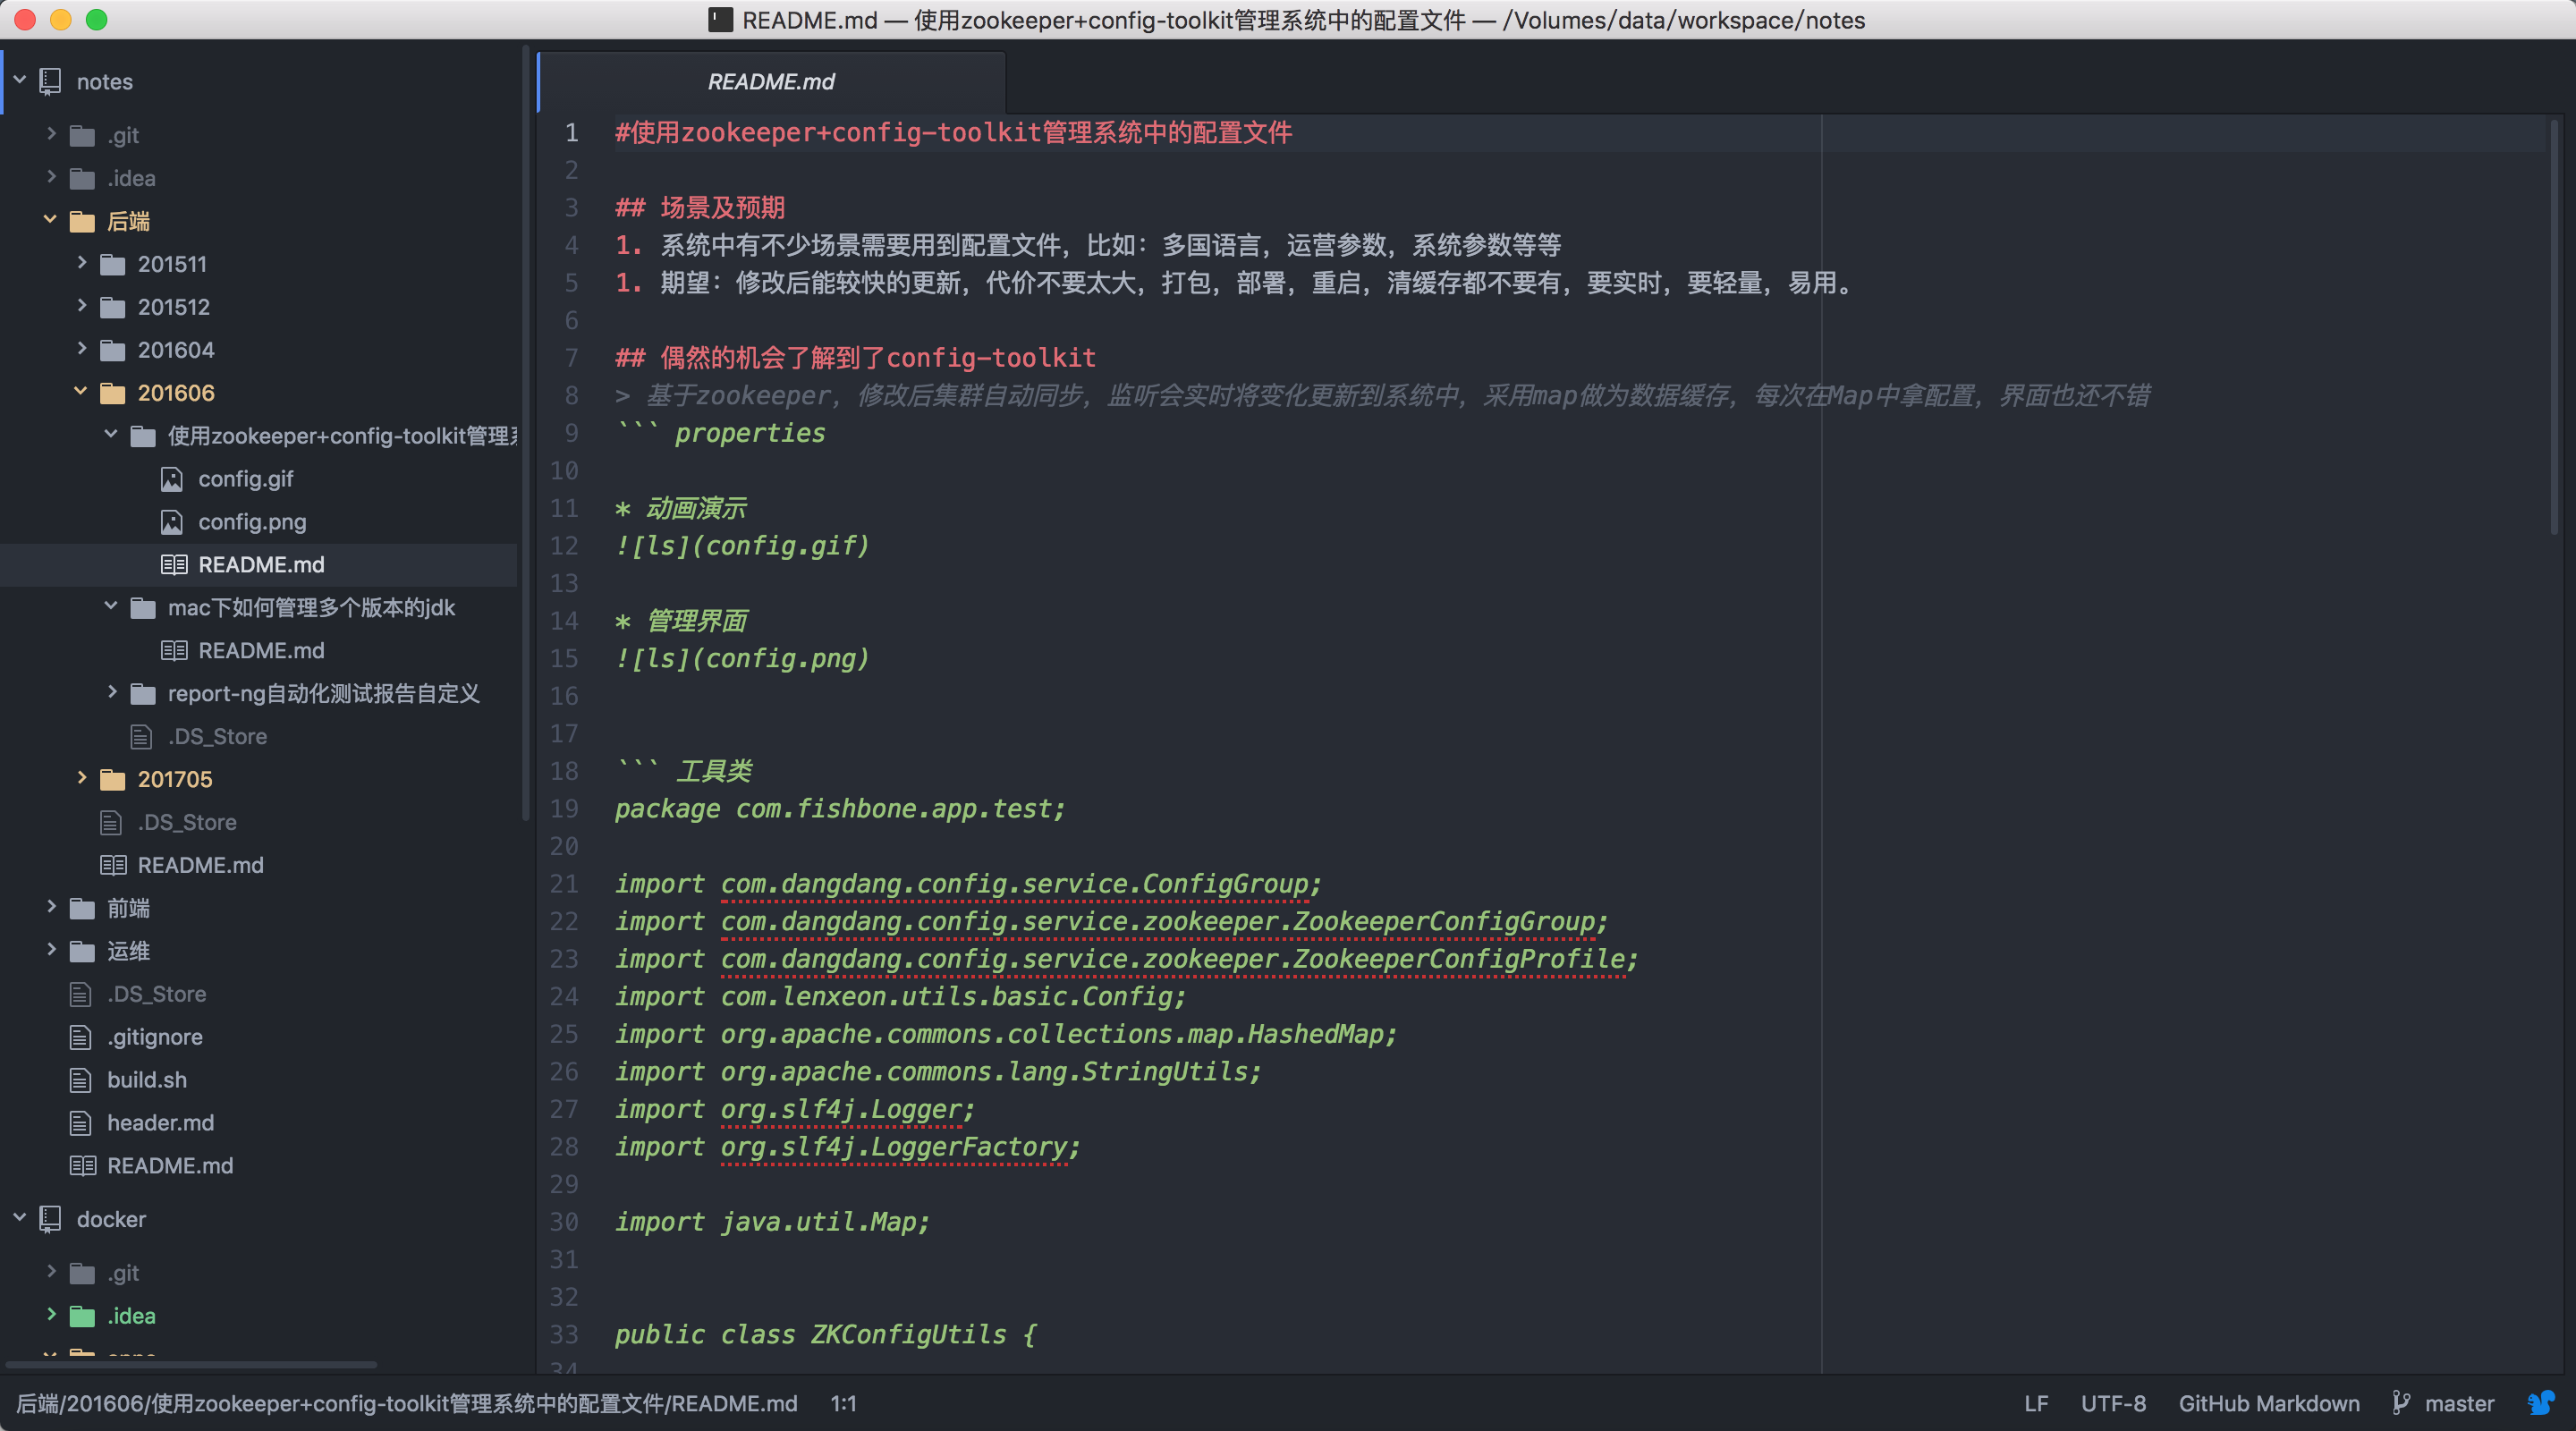 README.md — 使用zookeeper+config-toolkit管理系统中的配置文件 — /Volumes/data/workspace/notes
notes
.git
.idea
后端
201511
201512
201604
201606
使用zookeeper+config-toolkit管理
config.gif
config.png
README.md
mac下如何管理多个版本的jdk
README.md
report-ng自动化测试报告自定义
.DS_Store
201705
.DS_Store
README.md
前端
运维
.DS_Store
.gitignore
build.sh
header.md
README.md
docker
.git
.idea
README.md
1 #使用zookeeper+config-toolkit管理系统中的配置文件
2
3 ## 场景及预期
4 1. 系统中有不少场景需要用到配置文件，比如：多国语言，运营参数，系统参数等等
5 1. 期望：修改后能较快的更新，代价不要太大，打包，部署，重启，清缓存都不要有，要实时，要轻量，易用。
6
7 ## 偶然的机会了解到了config-toolkit
8 > 基于zookeeper，修改后集群自动同步，监听会实时将变化更新到系统中，采用map做为数据缓存，每次在Map中拿配置，界面也还不错
9 ``` properties
10
11 * 动画演示
12 ![ls](config.gif)
13
14 * 管理界面
15 ![ls](config.png)
16
17
18 ``` 工具类
19 package com.fishbone.app.test;
20
21 import com.dangdang.config.service.ConfigGroup;
22 import com.dangdang.config.service.zookeeper.ZookeeperConfigGroup;
23 import com.dangdang.config.service.zookeeper.ZookeeperConfigProfile;
24 import com.lenxeon.utils.basic.Config;
25 import org.apache.commons.collections.map.HashedMap;
26 import org.apache.commons.lang.StringUtils;
27 import org.slf4j.Logger;
28 import org.slf4j.LoggerFactory;
29
30 import java.util.Map;
31
32
33 public class ZKConfigUtils {
34
后端/201606/使用zookeeper+config-toolkit管理系统中的配置文件/README.md 1:1 LF UTF-8 GitHub Markdown master